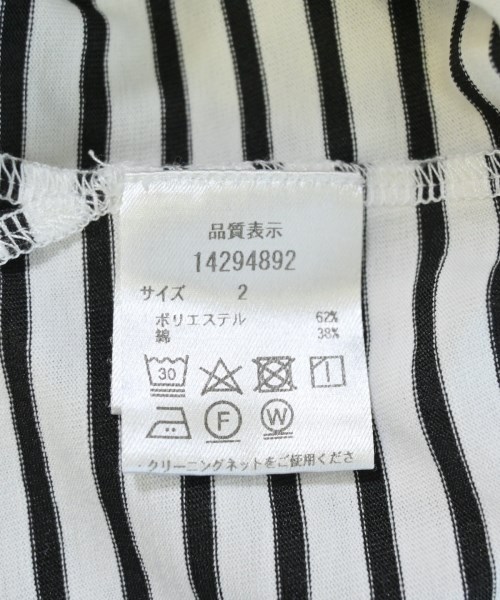 品質表示
14294892
サイズ 2
ポリエステル 62%
綿 38%
30
F W
・クリーニングネットをご使用くださ